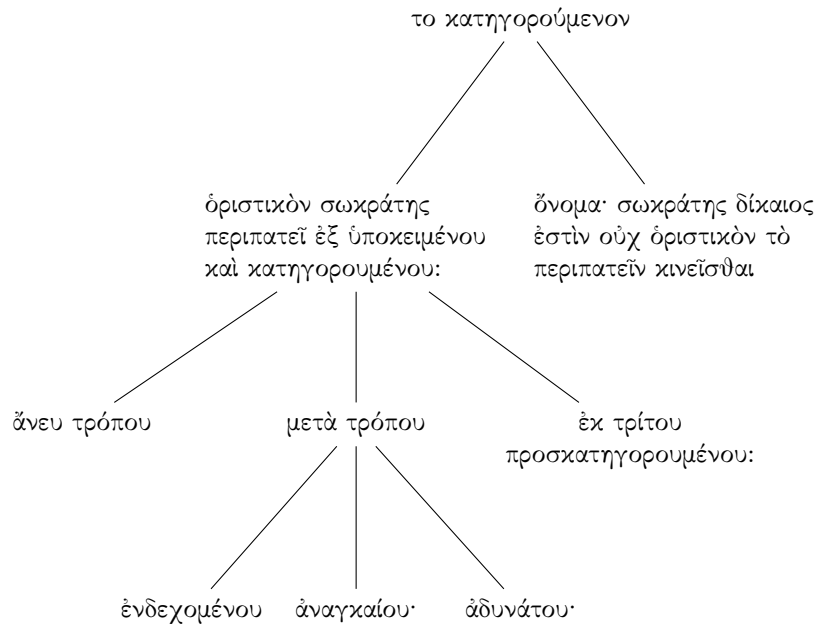 το κατηγορούμενον
ὁριστικὸν σωκράτης
περιπατεῖ ἐξ ὑποκειμένου
καὶ κατηγορουμένου:
ὄνομα· σωκράτης δίκαιος
ἐστὶν οὐχ ὁριστικὸν τὸ
περιπατεῖν κινεῖσθαι
ἄνευ τρόπου
μετὰ τρόπου
ἐκ τρίτου
προσκατηγορουμένου:
ἐνδεχομένου
ἀναγκαίου·
ἀδυνάτου·